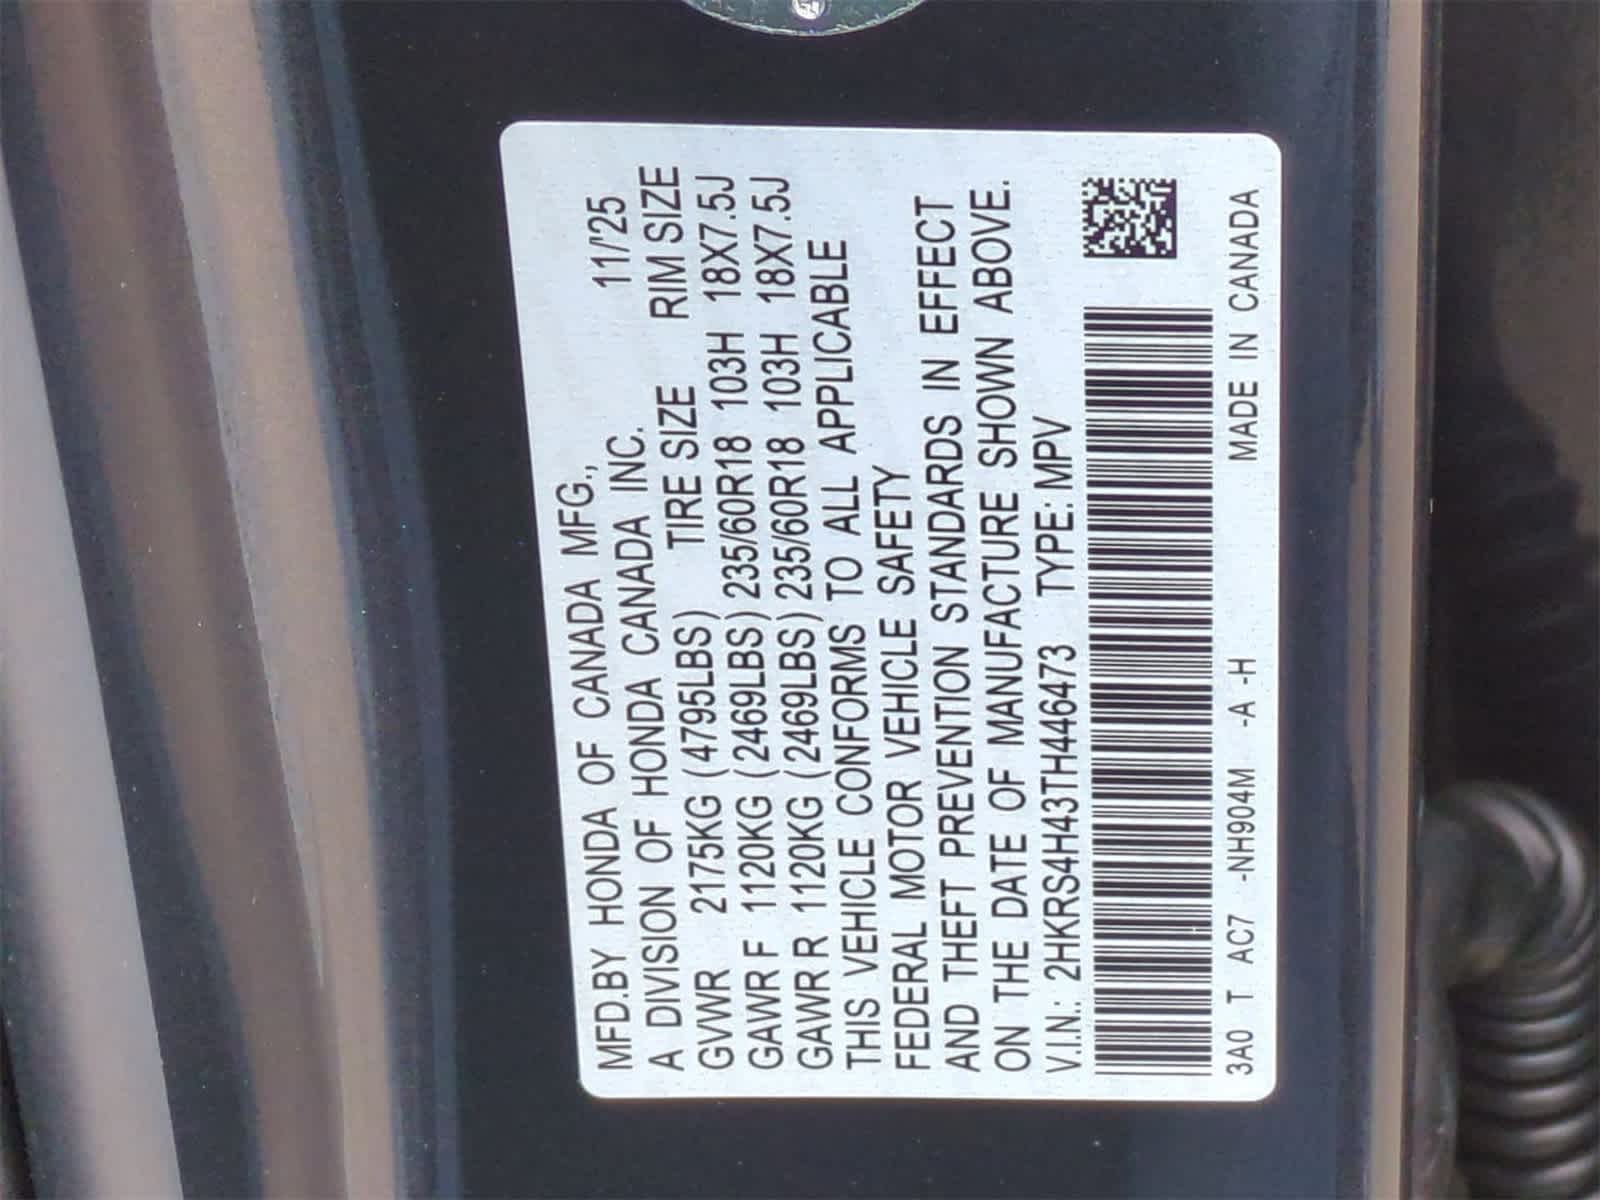 MFD.BY HONDA OF CANADA MFG., 11/'25
A DIVISION OF HONDA CANADA INC.
TIRE SIZE RIM SIZE
GVWR 2175KG (4795LBS)
GAWR F 1120KG (2469LBS) 235/60R18 103H 18X7.5J
GAWR R 1120KG (2469LBS) 235/60R18 103H 18X7.5J
THIS VEHICLE CONFORMS TO ALL APPLICABLE
FEDERAL MOTOR VEHICLE SAFETY
AND THEFT PREVENTION STANDARDS IN EFFECT
ON THE DATE OF MANUFACTURE SHOWN ABOVE.
V.I.N.: 2HKRS4H43TH446473 TYPE: MPV
3A0 T AC7 -NH904M -A -H MADE IN CANADA